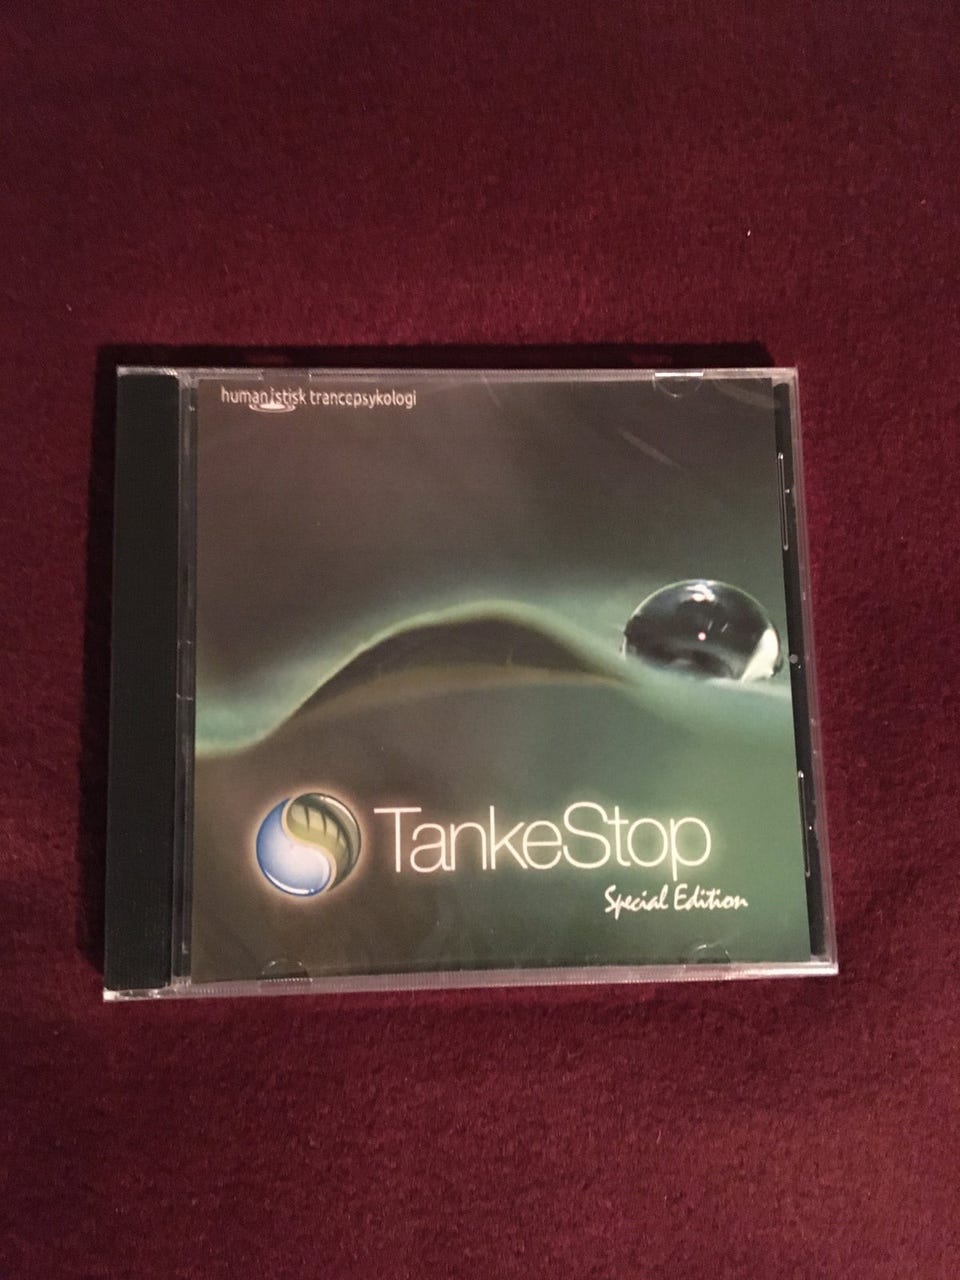 humanistisk trancepsykologi
TankeStop
Special Edition